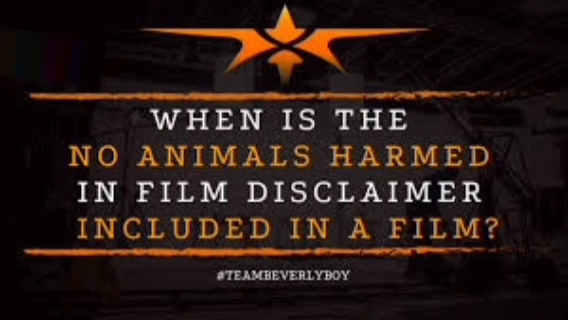 WHEN IS THE
NO ANIMALS HARMED
IN FILM DISCLAIMER
INCLUDED IN A FILM?
#TEAMBEVERLYBOY